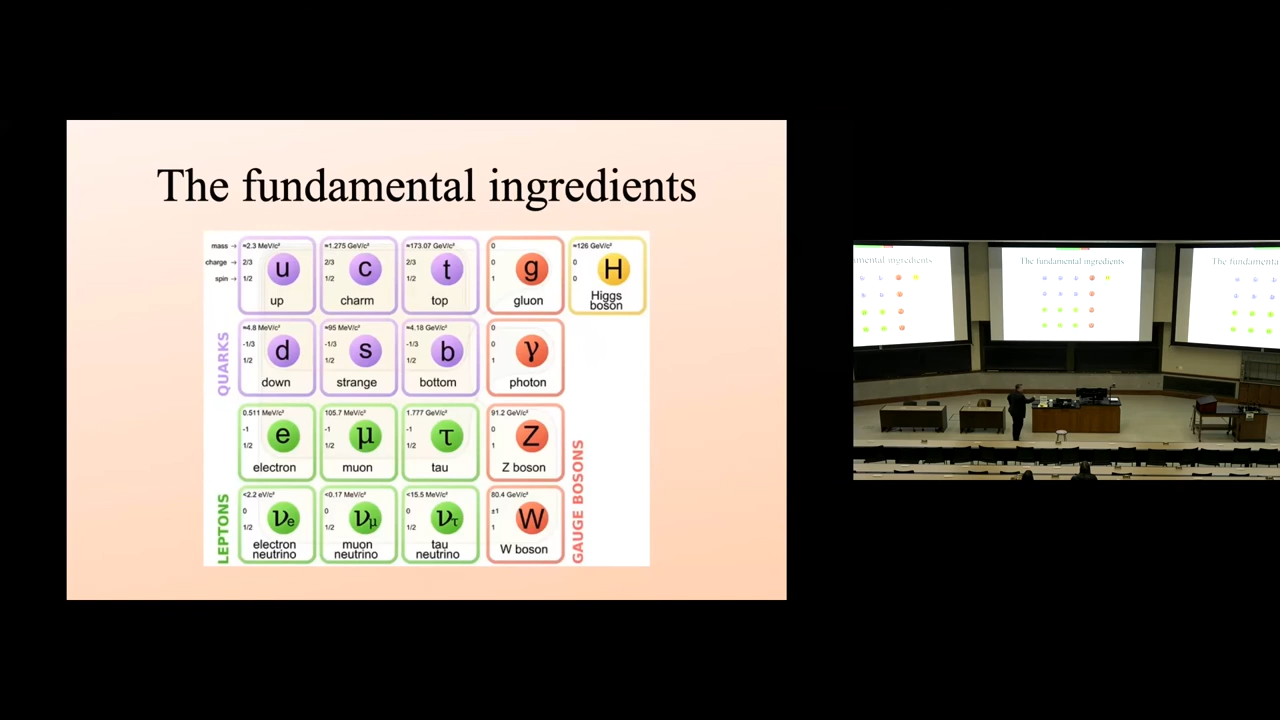 The fundamental ingredients
mass → ≈2.3 MeV/c² ≈1.275 GeV/c² ≈173.07 GeV/c² 0 ≈126 GeV/c²
charge → 2/3 2/3 2/3 0 0
spin → 1/2 1/2 1/2 1 0
u c t g H
up charm top gluon Higgs boson
QUARKS
≈4.8 MeV/c² ≈95 MeV/c² ≈4.18 GeV/c² 0
-1/3 -1/3 -1/3 0
1/2 1/2 1/2 1
d s b γ
down strange bottom photon
0.511 MeV/c² 105.7 MeV/c² 1.777 GeV/c² 91.2 GeV/c²
-1 -1 -1 0
1/2 1/2 1/2 1
e μ τ Z
electron muon tau Z boson
LEPTONS
<2.2 eV/c² <0.17 MeV/c² <15.5 MeV/c² 80.4 GeV/c²
0 0 0 ±1
1/2 1/2 1/2 1
νe νμ ντ W
electron neutrino muon neutrino tau neutrino W boson
GAUGE BOSONS
mental ingredients
The fundamental ingredients
The fundamenta